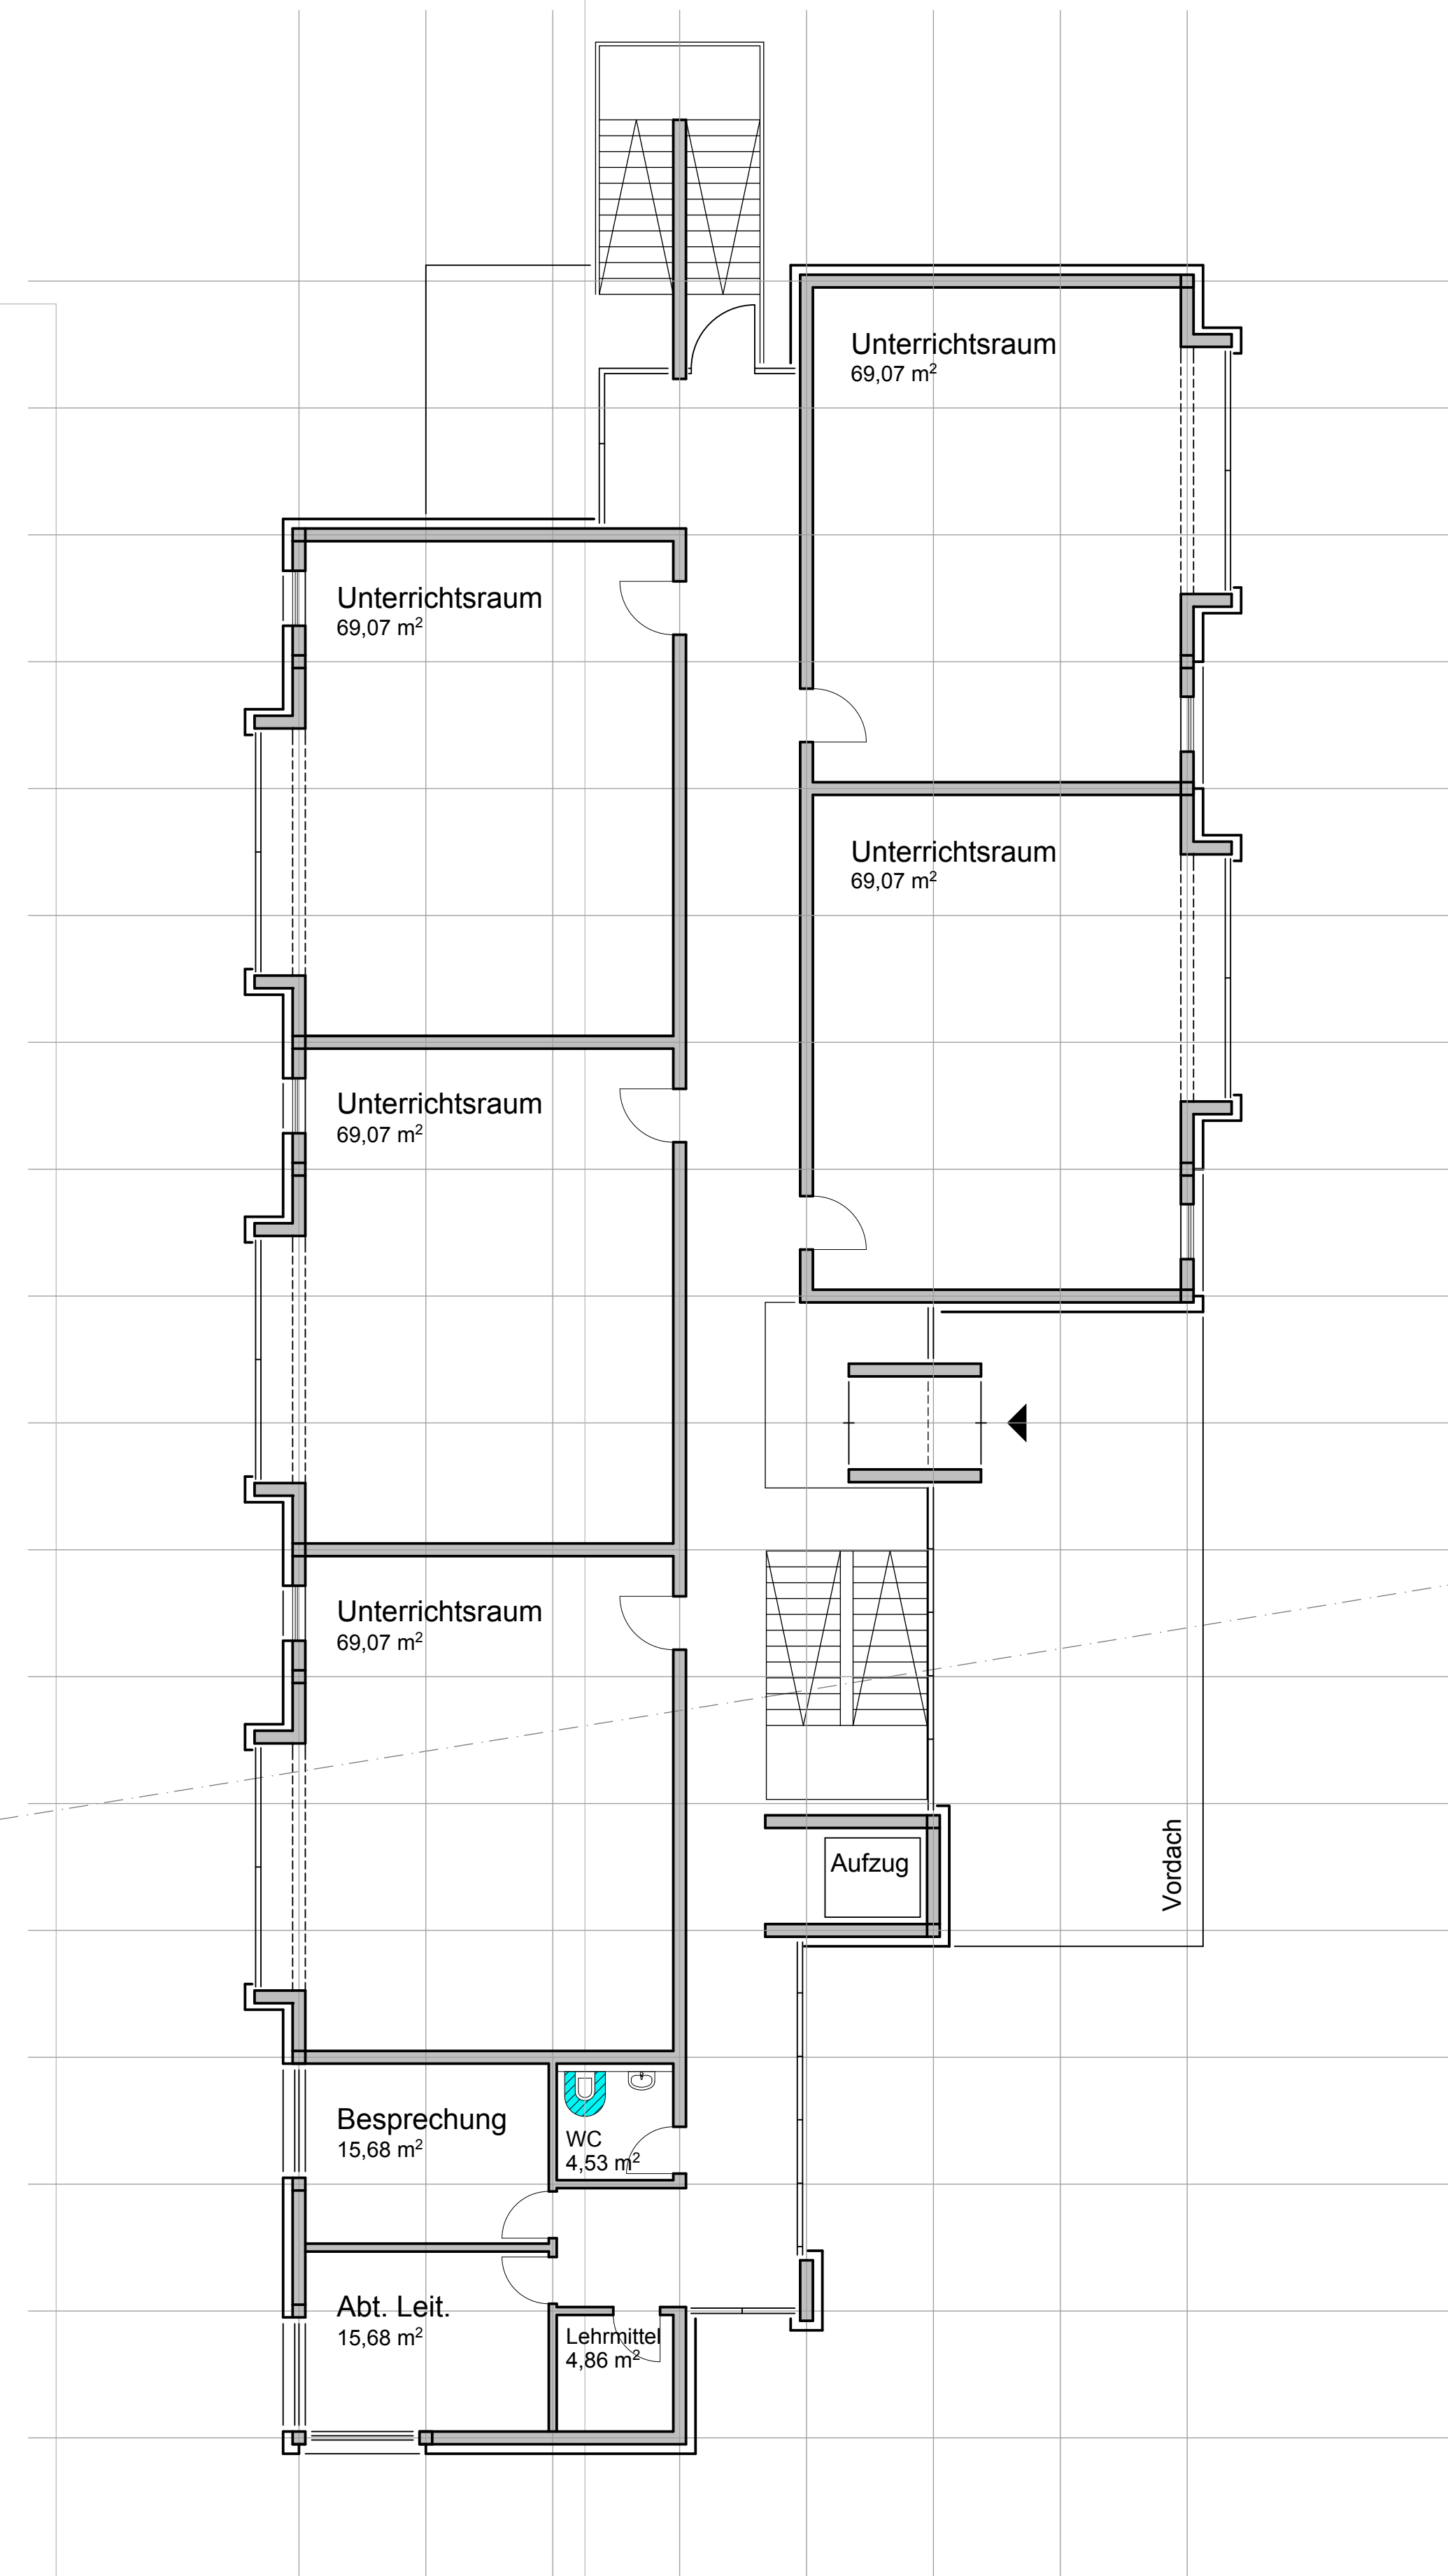 Unterrichtsraum
69,07 m²
Unterrichtsraum
69,07 m²
Unterrichtsraum
69,07 m²
Unterrichtsraum
69,07 m²
Unterrichtsraum
69,07 m²
Aufzug
Vordach
Besprechung
15,68 m²
WC
4,53 m²
Abt. Leit.
15,68 m²
Lehrmittel
4,86 m²